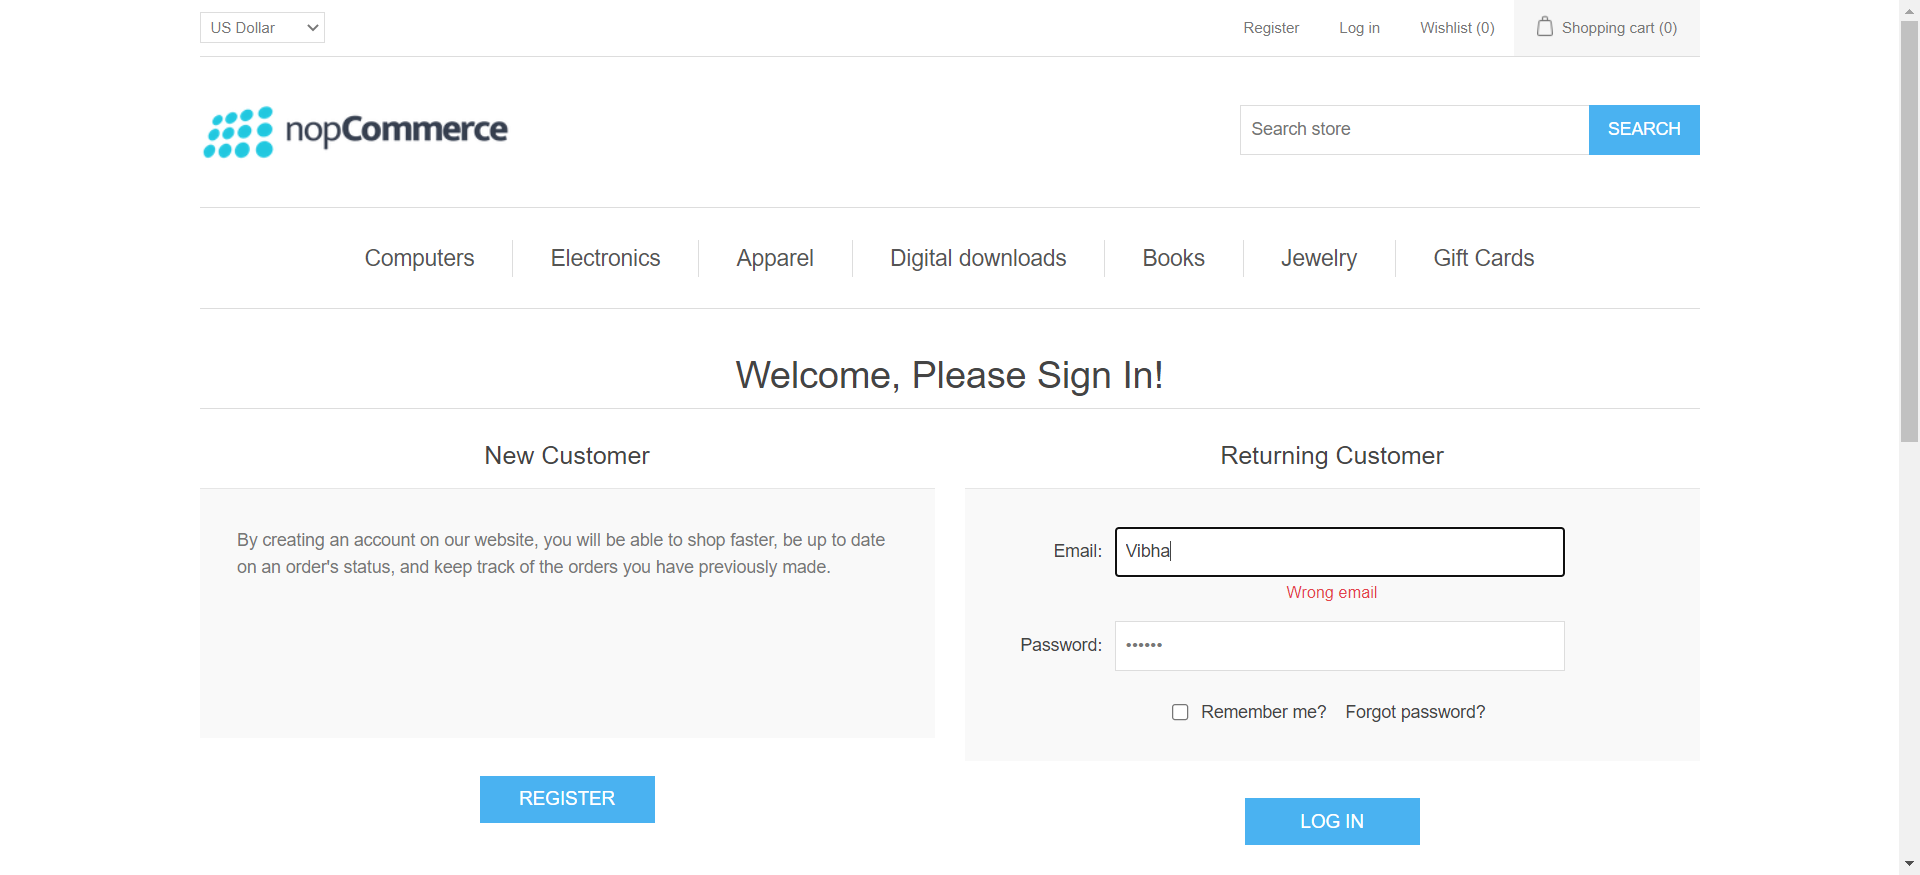 US Dollar
Register
Log in
Wishlist (0)
Shopping cart (0)
nopCommerce
Search store
SEARCH
Computers
Electronics
Apparel
Digital downloads
Books
Jewelry
Gift Cards
Welcome, Please Sign In!
New Customer
By creating an account on our website, you will be able to shop faster, be up to date
on an order's status, and keep track of the orders you have previously made.
REGISTER
Returning Customer
Email:
Vibha
Wrong email
Password:
••••••
Remember me?
Forgot password?
LOG IN